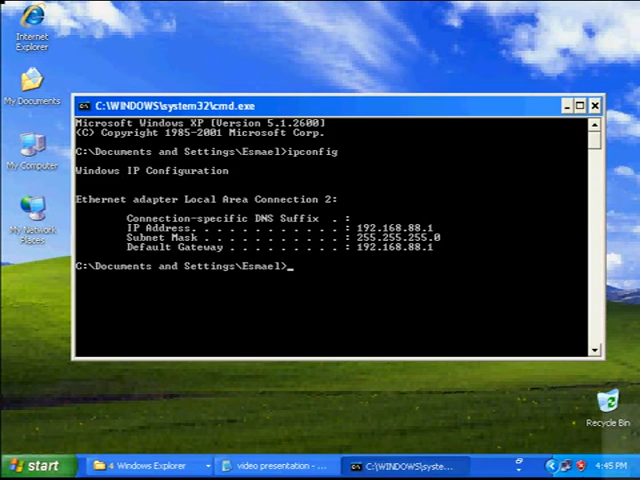 Internet
Explorer
My Documents
My Computer
My Network
Places
C:\WINDOWS\system32\cmd.exe
Microsoft Windows XP [Version 5.1.2600]
(C) Copyright 1985-2001 Microsoft Corp.
C:\Documents and Settings\Esmael>ipconfig
Windows IP Configuration
Ethernet adapter Local Area Connection 2:
Connection-specific DNS Suffix . :
IP Address. . . . . . . . . . . . : 192.168.88.1
Subnet Mask . . . . . . . . . . . : 255.255.255.0
Default Gateway . . . . . . . . . : 192.168.88.1
C:\Documents and Settings\Esmael>_
Recycle Bin
start
4 Windows Explorer
video presentation - ...
C:\WINDOWS\syste...
4:45 PM